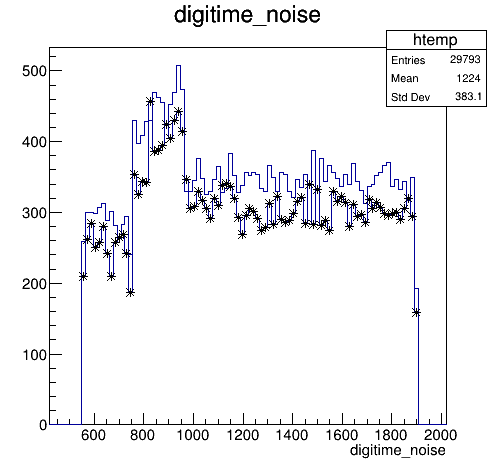 digitime_noise
htemp
Entries 29793
Mean 1224
Std Dev 383.1
500
400
300
200
100
0
600 800 1000 1200 1400 1600 1800 2000
digitime_noise